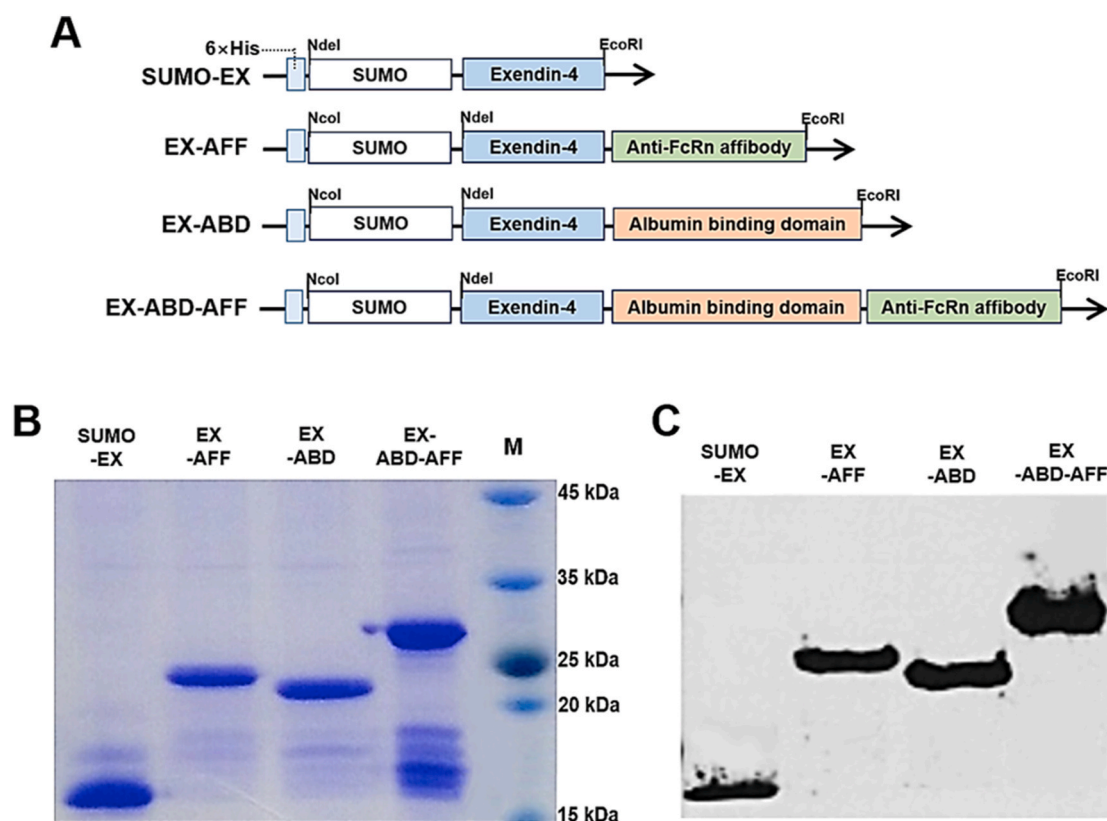 A
6×His
NdeI
EcoRI
SUMO-EX
SUMO
Exendin-4
NcoI
NdeI
EcoRI
EX-AFF
SUMO
Exendin-4
Anti-FcRn affibody
NcoI
NdeI
EcoRI
EX-ABD
SUMO
Exendin-4
Albumin binding domain
NcoI
NdeI
EcoRI
EX-ABD-AFF
SUMO
Exendin-4
Albumin binding domain
Anti-FcRn affibody
B
SUMO
-EX
EX
-AFF
EX
-ABD
EX-
ABD-AFF
M
45 kDa
35 kDa
25 kDa
20 kDa
15 kDa
C
SUMO
-EX
EX
-AFF
EX
-ABD
EX
-ABD-AFF